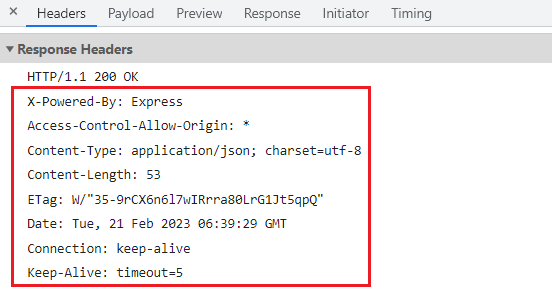 Headers Payload Preview Response Initiator Timing
Response Headers
HTTP/1.1 200 OK
X-Powered-By: Express
Access-Control-Allow-Origin: *
Content-Type: application/json; charset=utf-8
Content-Length: 53
ETag: W/"35-9rCX6n6l7wIRrra80LrG1Jt5qpQ"
Date: Tue, 21 Feb 2023 06:39:29 GMT
Connection: keep-alive
Keep-Alive: timeout=5